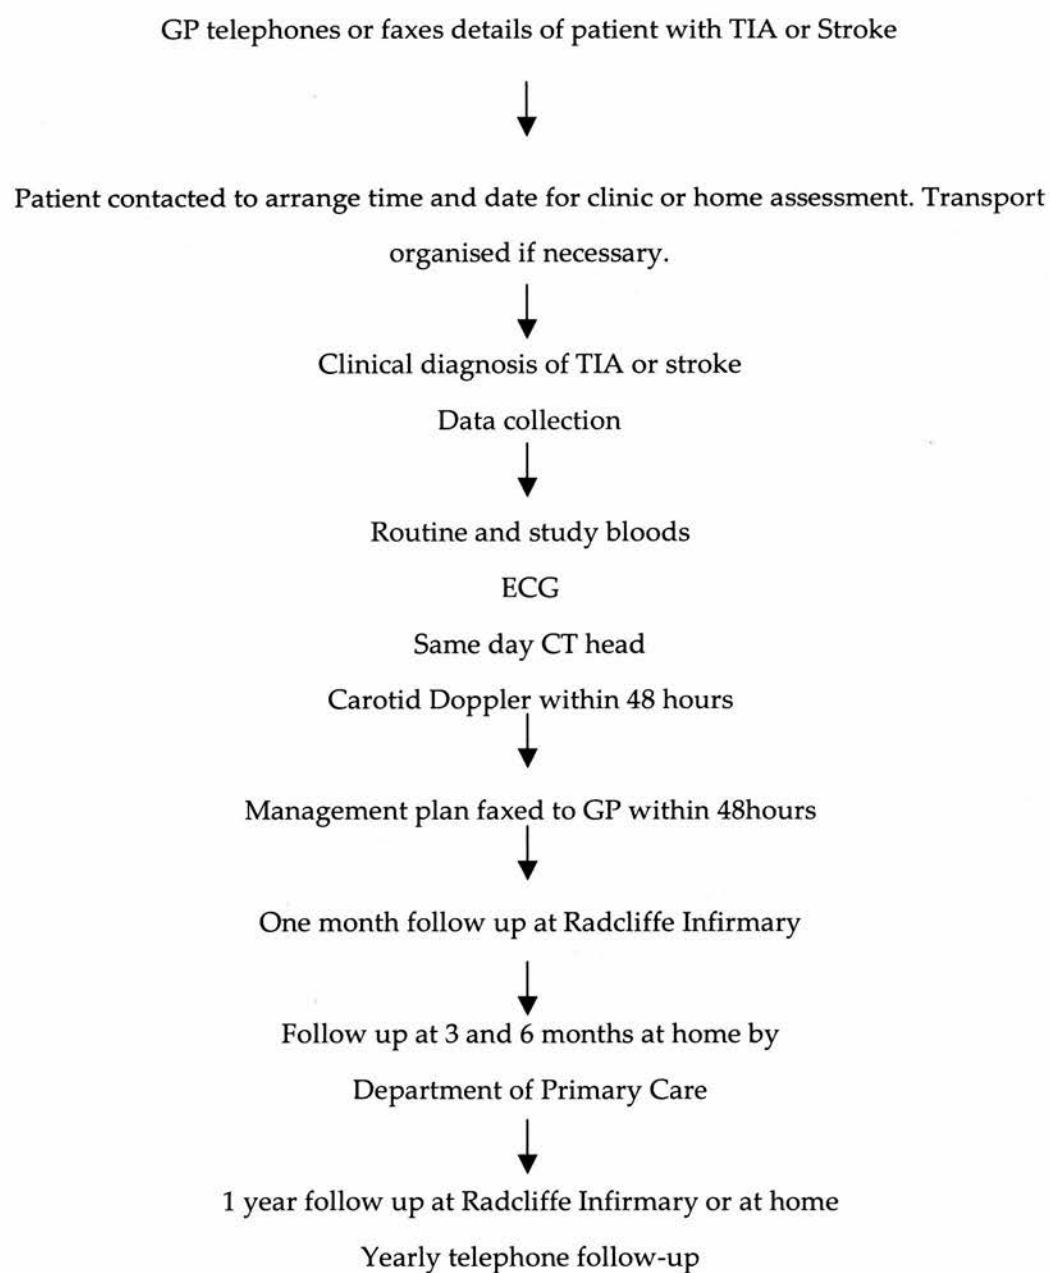 GP telephones or faxes details of patient with TIA or Stroke
Patient contacted to arrange time and date for clinic or home assessment. Transport
organised if necessary.
Clinical diagnosis of TIA or stroke
Data collection
Routine and study bloods
ECG
Same day CT head
Carotid Doppler within 48 hours
Management plan faxed to GP within 48hours
One month follow up at Radcliffe Infirmary
Follow up at 3 and 6 months at home by
Department of Primary Care
1 year follow up at Radcliffe Infirmary or at home
Yearly telephone follow-up